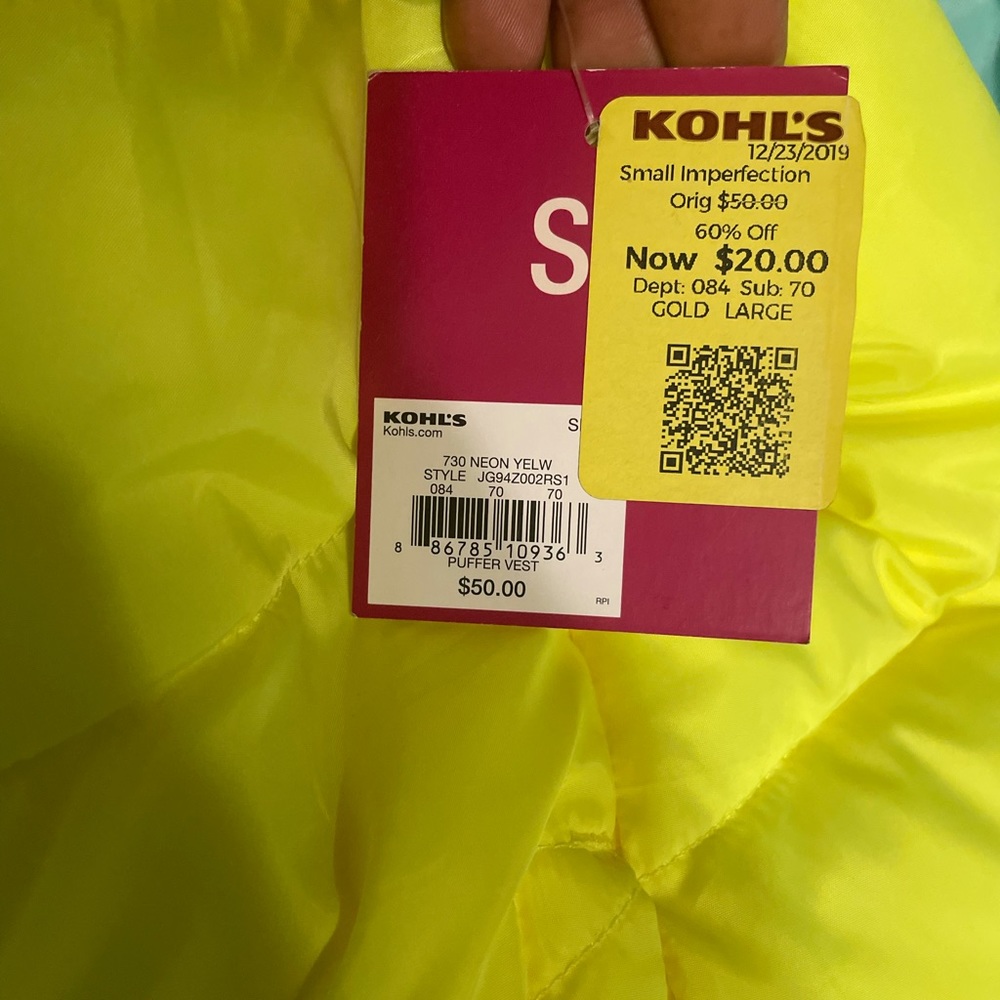 S
KOHL'S
12/23/2019
Small Imperfection
Orig $50.00
60% Off
Now $20.00
Dept: 084 Sub: 70
GOLD LARGE
KOHL'S
Kohls.com
S
730 NEON YELW
STYLE JG94Z002RS1
084 70 70
8 86785 10936 3
PUFFER VEST
$50.00
RPI